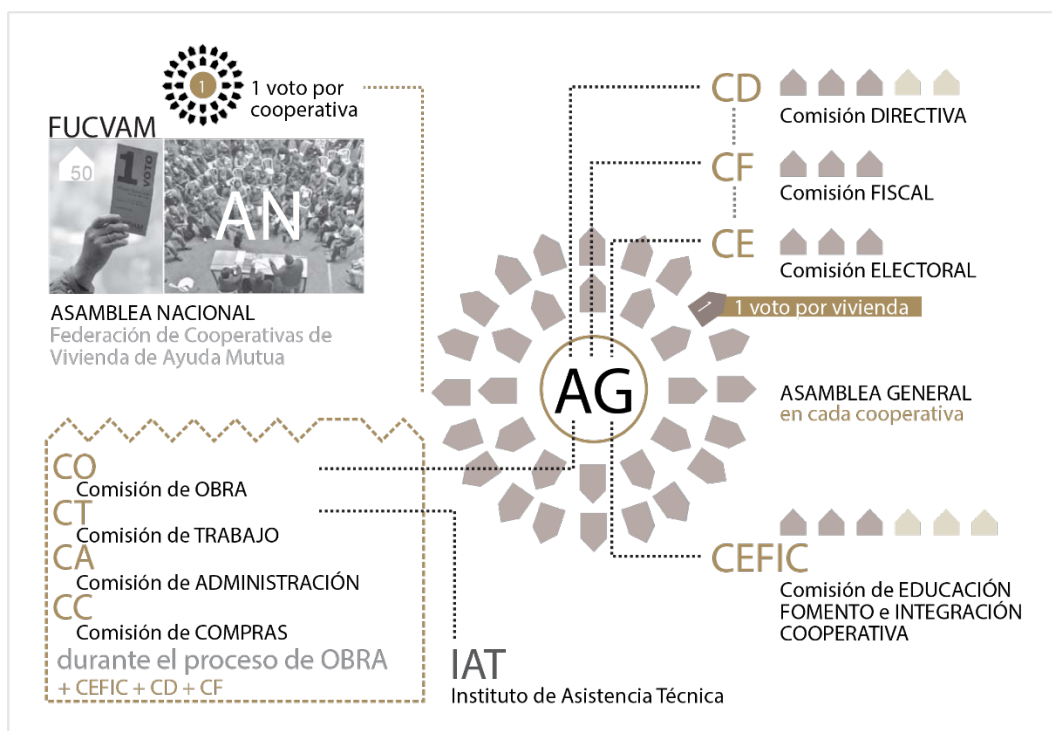 1
1 voto por
cooperativa
FUCVAM
50
1
VOTO
AN
ASAMBLEA NACIONAL
Federación de Cooperativas de
Vivienda de Ayuda Mutua
CD
Comisión DIRECTIVA
CF
Comisión FISCAL
CE
Comisión ELECTORAL
1
1 voto por vivienda
AG
ASAMBLEA GENERAL
en cada cooperativa
CO
Comisión de OBRA
CT
Comisión de TRABAJO
CA
Comisión de ADMINISTRACIÓN
CC
Comisión de COMPRAS
durante el proceso de OBRA
+ CEFIC + CD + CF
IAT
Instituto de Asistencia Técnica
CEFIC
Comisión de EDUCACIÓN
FOMENTO e INTEGRACIÓN
COOPERATIVA